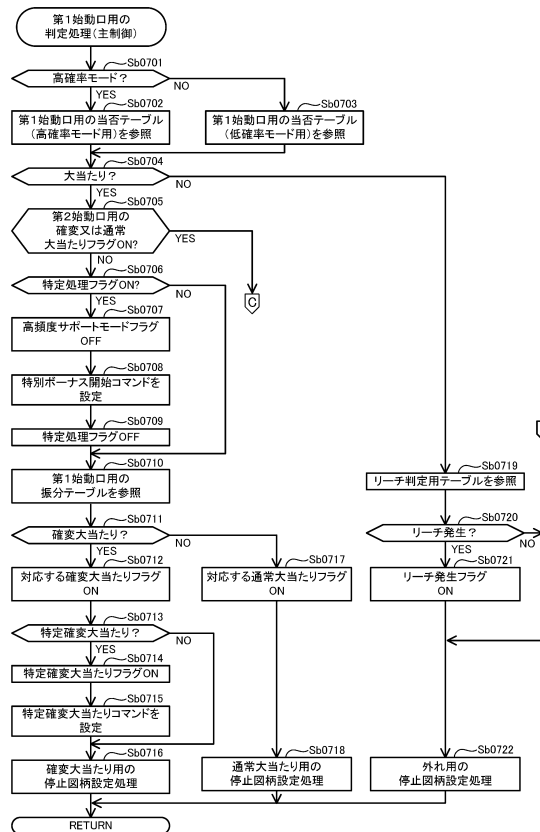 第1始動口用の
判定処理(主制御)
Sb0701
高確率モード?
NO
YES
Sb0702
第1始動口用の当否テーブル
(高確率モード用)を参照
Sb0703
第1始動口用の当否テーブル
(低確率モード用)を参照
Sb0704
大当たり?
NO
YES
Sb0705
第2始動口用の
確変又は通常
大当たりフラグON?
YES
NO
C
Sb0706
特定処理フラグON?
NO
YES
Sb0707
高頻度サポートモードフラグ
OFF
Sb0708
特別ボーナス開始コマンドを
設定
Sb0709
特定処理フラグOFF
Sb0710
第1始動口用の
振分テーブルを参照
Sb0711
確変大当たり?
NO
YES
Sb0712
対応する確変大当たりフラグ
ON
Sb0713
特定確変大当たり?
NO
YES
Sb0714
特定確変大当たりフラグON
Sb0715
特定確変大当たりコマンドを
設定
Sb0716
確変大当たり用の
停止図柄設定処理
Sb0717
対応する通常大当たりフラグ
ON
Sb0718
通常大当たり用の
停止図柄設定処理
Sb0719
リーチ判定用テーブルを参照
Sb0720
リーチ発生?
NO
YES
Sb0721
リーチ発生フラグ
ON
Sb0722
外れ用の
停止図柄設定処理
RETURN